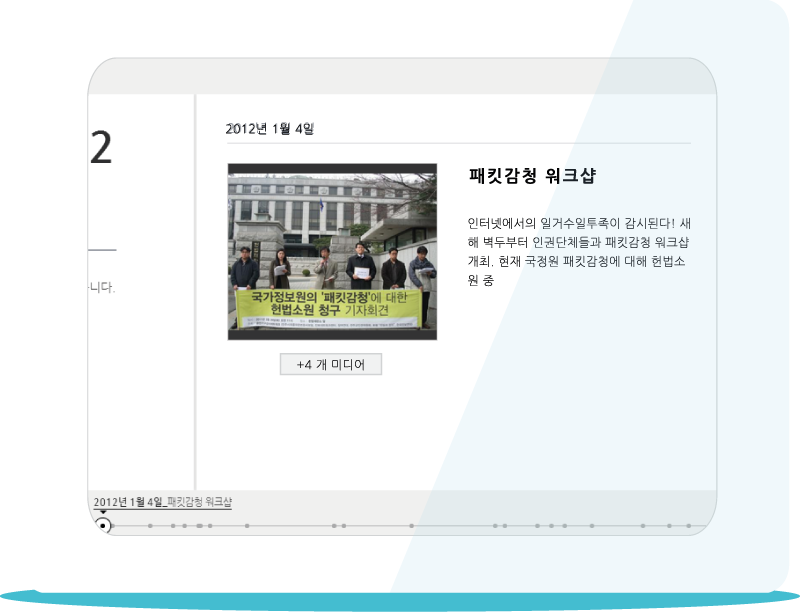 2
니다.
2012년 1월 4일
국가정보원의 '패킷감청'에 대한
헌법소원 청구 기자회견
+4 개 미디어
패킷감청 워크샵
인터넷에서의 일거수일투족이 감시된다! 새
해 벽두부터 인권단체들과 패킷감청 워크샵
개최. 현재 국정원 패킷감청에 대해 헌법소
원 중
2012년 1월 4일_패킷감청 워크샵